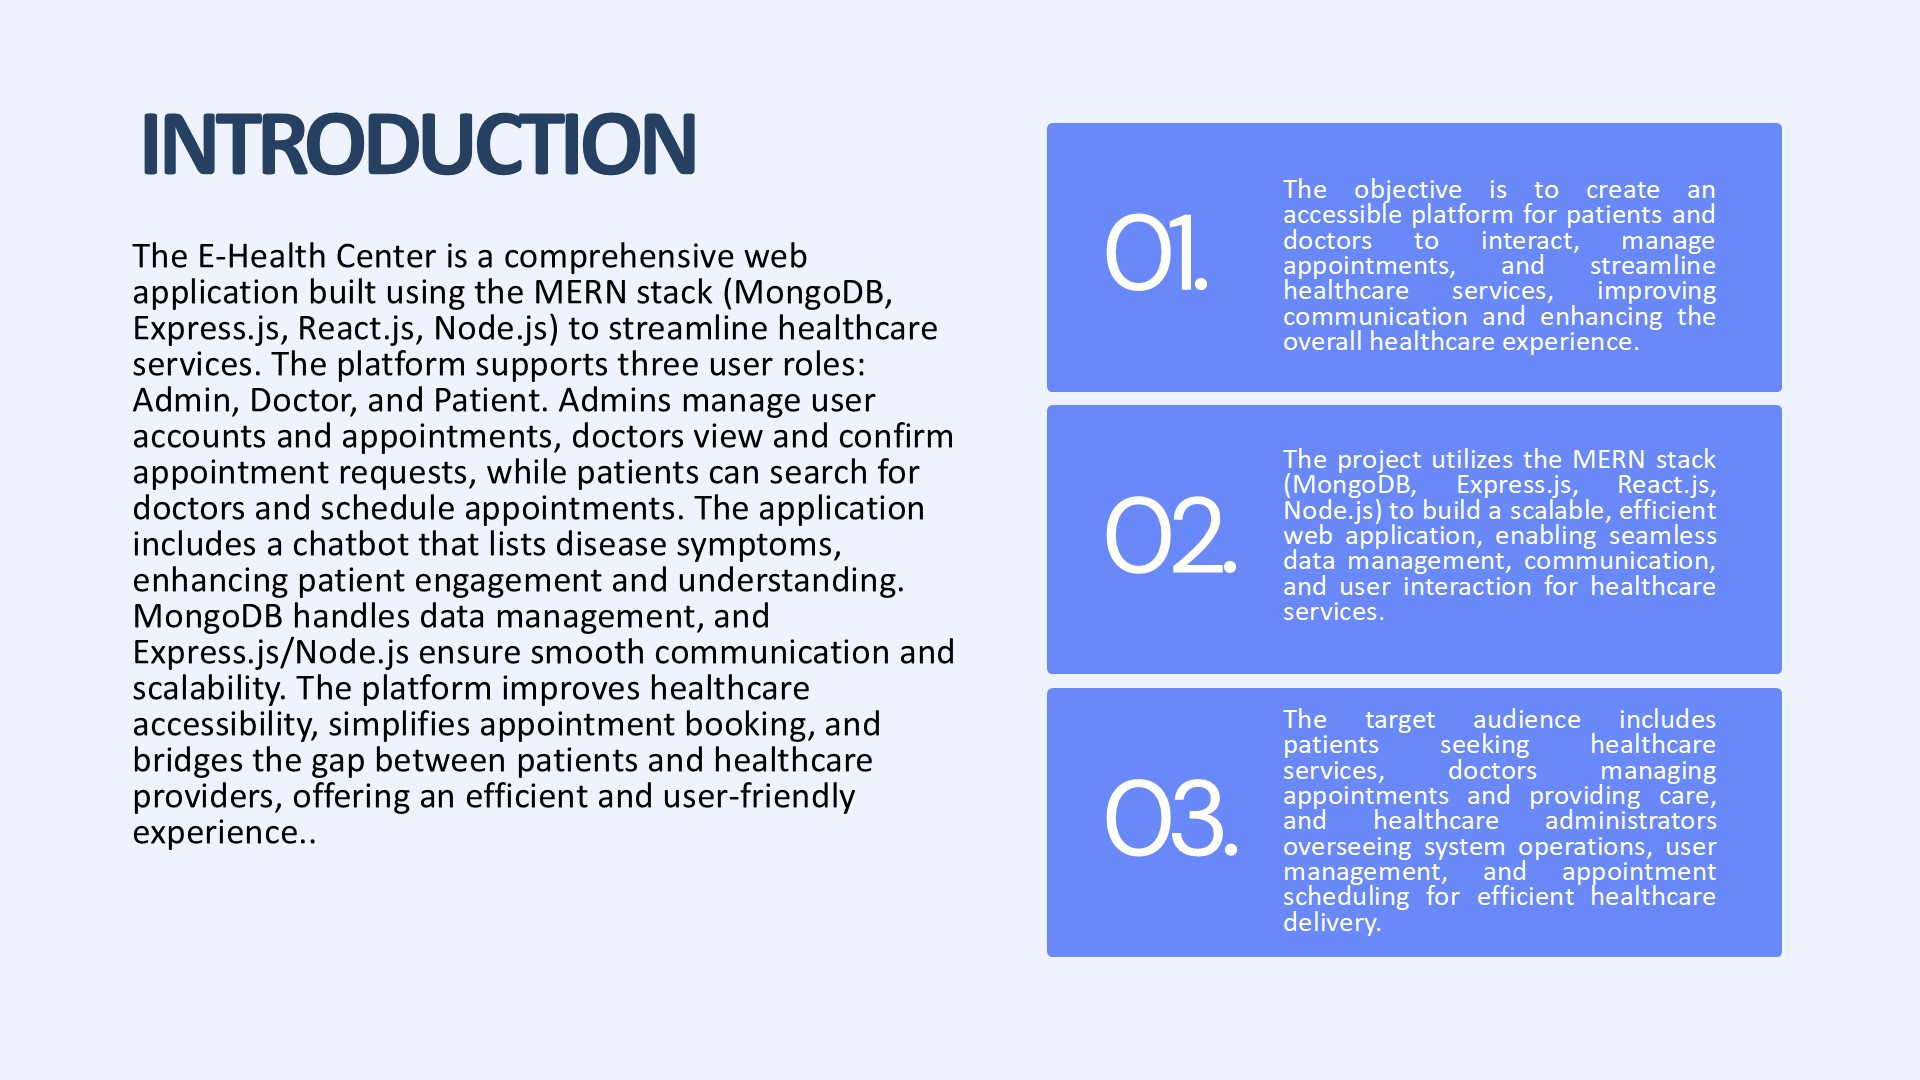 INTRODUCTION
The E-Health Center is a comprehensive web
application built using the MERN stack (MongoDB,
Express.js, React.js, Node.js) to streamline healthcare
services. The platform supports three user roles:
Admin, Doctor, and Patient. Admins manage user
accounts and appointments, doctors view and confirm
appointment requests, while patients can search for
doctors and schedule appointments. The application
includes a chatbot that lists disease symptoms,
enhancing patient engagement and understanding.
MongoDB handles data management, and
Express.js/Node.js ensure smooth communication and
scalability. The platform improves healthcare
accessibility, simplifies appointment booking, and
bridges the gap between patients and healthcare
providers, offering an efficient and user-friendly
experience..
01.
The objective is to create an
accessible platform for patients and
doctors to interact, manage
appointments, and streamline
healthcare services, improving
communication and enhancing the
overall healthcare experience.
02.
The project utilizes the MERN stack
(MongoDB, Express.js, React.js,
Node.js) to build a scalable, efficient
web application, enabling seamless
data management, communication,
and user interaction for healthcare
services.
03.
The target audience includes
patients seeking healthcare
services, doctors managing
appointments and providing care,
and healthcare administrators
overseeing system operations, user
management, and appointment
scheduling for efficient healthcare
delivery.